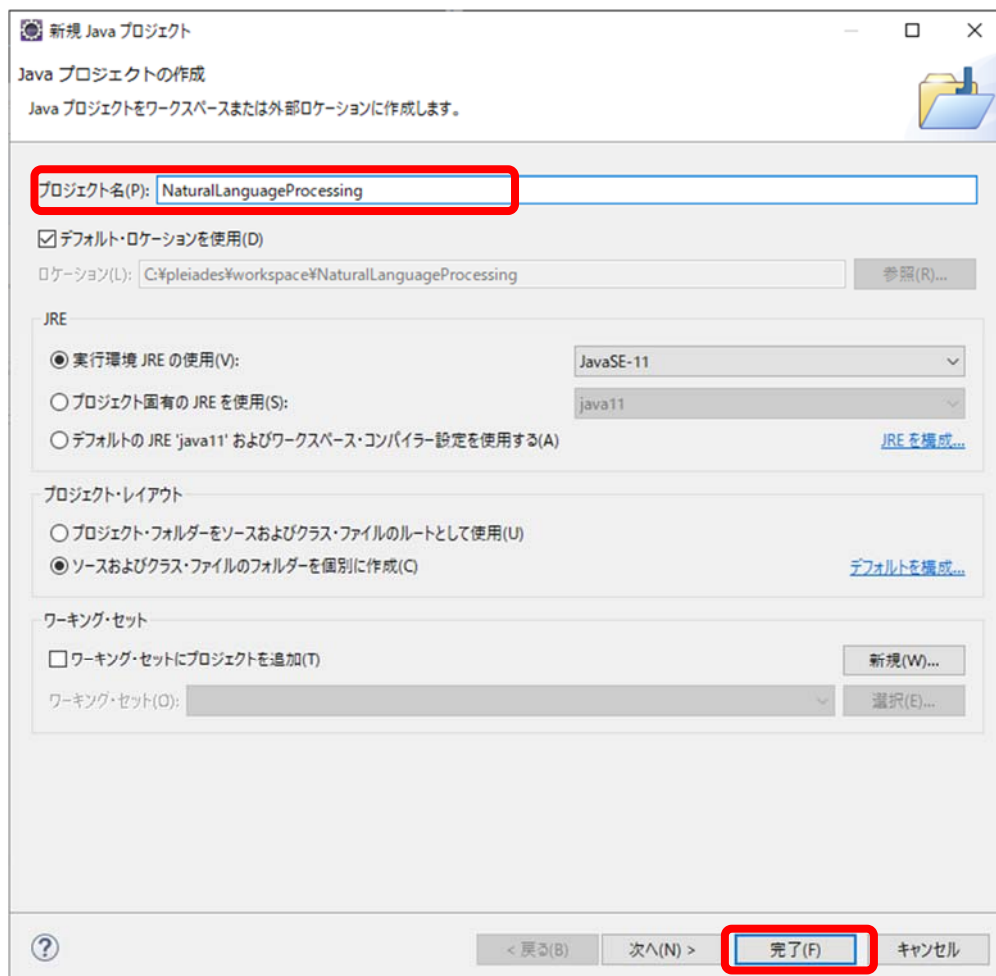 新規 Java プロジェクト
Java プロジェクトの作成
Java プロジェクトをワークスペースまたは外部ロケーションに作成します。
プロジェクト名(P): NaturalLanguageProcessing
デフォルト・ロケーションを使用(D)
ロケーション(L): C:¥pleiades¥workspace¥NaturalLanguageProcessing 参照(R)...
JRE
実行環境 JRE の使用(V): JavaSE-11
プロジェクト固有の JRE を使用(S): java11
デフォルトの JRE 'java11' およびワークスペース・コンパイラー設定を使用する(A) JRE を構成...
プロジェクト・レイアウト
プロジェクト・フォルダーをソースおよびクラス・ファイルのルートとして使用(U)
ソースおよびクラス・ファイルのフォルダーを個別に作成(C) デフォルトを構成...
ワーキング・セット
ワーキング・セットにプロジェクトを追加(T) 新規(W)...
ワーキング・セット(O): 選択(E)...
? < 戻る(B) 次へ(N) > 完了(F) キャンセル